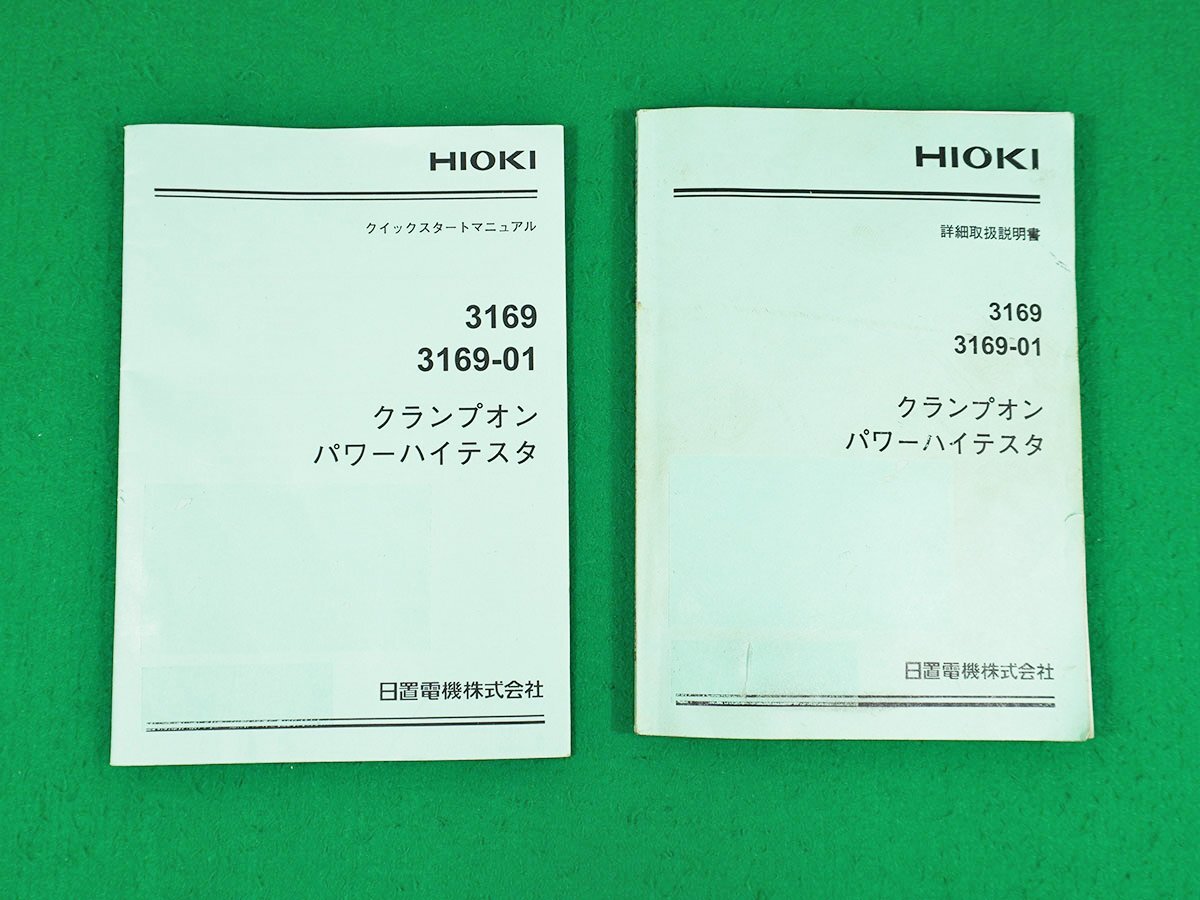 HIOKI
クイックスタートマニュアル
3169
3169-01
クランプオン
パワーハイテスタ
日置電機株式会社
HIOKI
詳細取扱説明書
3169
3169-01
クランプオン
パワーハイテスタ
日置電機株式会社